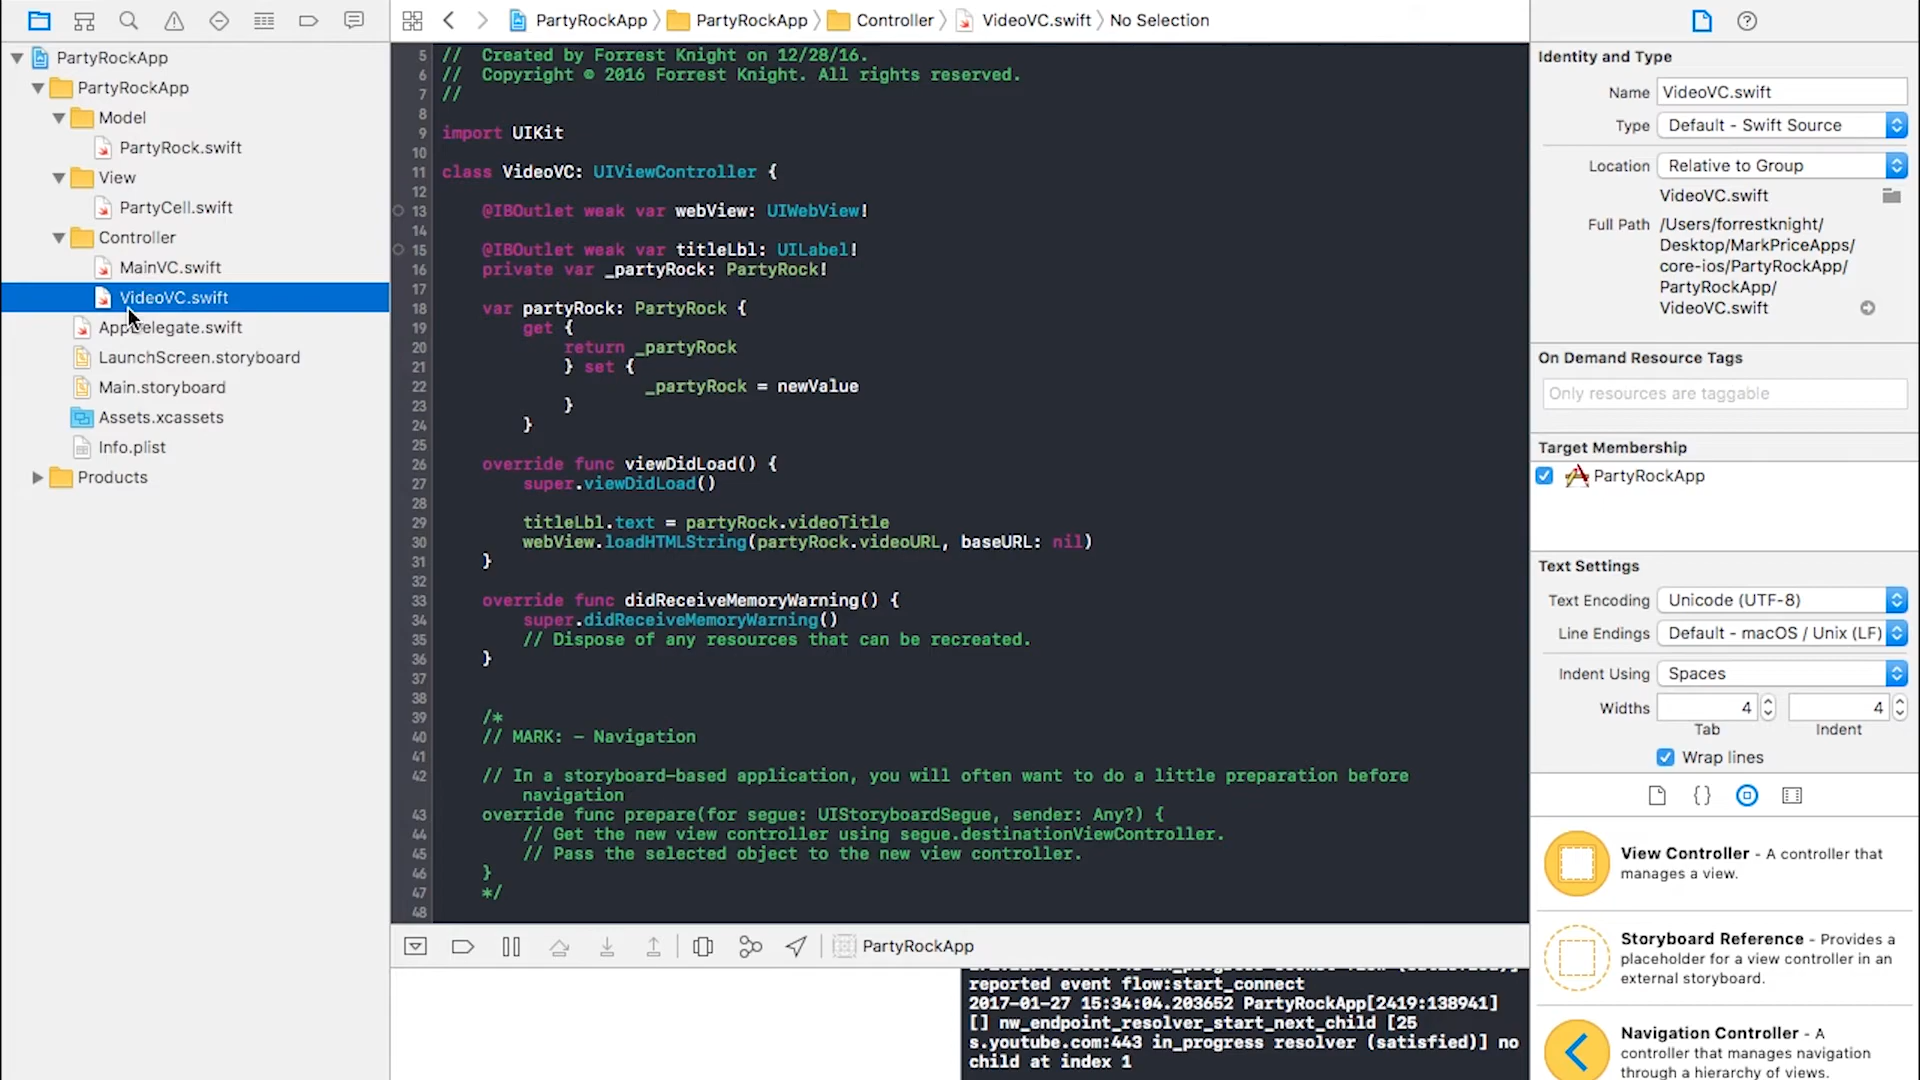 PartyRockApp
PartyRockApp
Model
PartyRock.swift
View
PartyCell.swift
Controller
MainVC.swift
VideoVC.swift
AppDelegate.swift
LaunchScreen.storyboard
Main.storyboard
Assets.xcassets
Info.plist
Products
PartyRockApp PartyRockApp Controller VideoVC.swift No Selection
5 // Created by Forrest Knight on 12/28/16.
6 // Copyright © 2016 Forrest Knight. All rights reserved.
7 //
8
9 import UIKit
10
11 class VideoVC: UIViewController {
12
13 @IBOutlet weak var webView: UIWebView!
14
15 @IBOutlet weak var titleLbl: UILabel!
16 private var _partyRock: PartyRock!
17
18 var partyRock: PartyRock {
19 get {
20 return _partyRock
21 } set {
22 _partyRock = newValue
23 }
24 }
25
26 override func viewDidLoad() {
27 super.viewDidLoad()
28
29 titleLbl.text = partyRock.videoTitle
30 webView.loadHTMLString(partyRock.videoURL, baseURL: nil)
31 }
32
33 override func didReceiveMemoryWarning() {
34 super.didReceiveMemoryWarning()
35 // Dispose of any resources that can be recreated.
36 }
37
38
39 /*
40 // MARK: - Navigation
41
42 // In a storyboard-based application, you will often want to do a little preparation before
navigation
43 override func prepare(for segue: UIStoryboardSegue, sender: Any?) {
44 // Get the new view controller using segue.destinationViewController.
45 // Pass the selected object to the new view controller.
46 }
47 */
48
PartyRockApp
reported event flow:start_connect
2017-01-27 15:34:04.203652 PartyRockApp[2419:138941]
[] nw_endpoint_resolver_start_next_child [25
s.youtube.com:443 in_progress resolver (satisfied)] no
child at index 1
Identity and Type
Name VideoVC.swift
Type Default - Swift Source
Location Relative to Group
VideoVC.swift
Full Path /Users/forrestknight/
Desktop/MarkPriceApps/
core-ios/PartyRockApp/
PartyRockApp/
VideoVC.swift
On Demand Resource Tags
Only resources are taggable
Target Membership
PartyRockApp
Text Settings
Text Encoding Unicode (UTF-8)
Line Endings Default - macOS / Unix (LF)
Indent Using Spaces
Widths 4 4
Tab Indent
Wrap lines
{}
View Controller - A controller that
manages a view.
Storyboard Reference - Provides a
placeholder for a view controller in an
external storyboard.
Navigation Controller - A
controller that manages navigation
through a hierarchy of views.